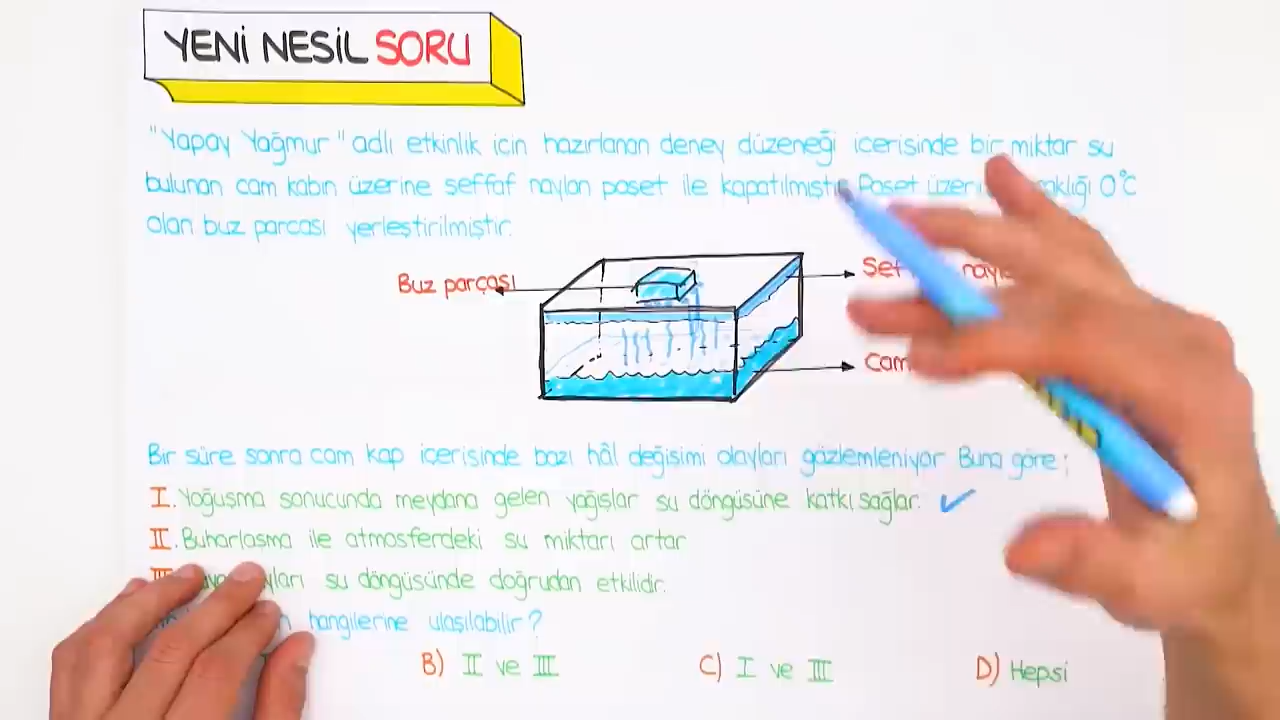 YENİ NESİL SORU
"Yapay Yağmur" adlı etkinlik için hazırlanan deney düzeneği içerisinde bir miktar su
bulunan cam kabın üzerine şeffaf naylon poşet ile kapatılmıştır. Poşet 0°C
olan buz parçası yerleştirilmiştir.
Buz parçası
Cam
Bir süre sonra cam kap içerisinde bazı hâl değişimi olayları gözlemleniyor Buna göre;
I. Yoğuşma sonucunda meydana gelen yağışlar su döngüsüne katkı sağlar.
II. Buharlaşma ile atmosferdeki su miktarı artar
su döngüsünde doğrudan etkilidir.
hangilerine ulaşılabilir?
B) II ve III
C) I ve III
D) Hepsi